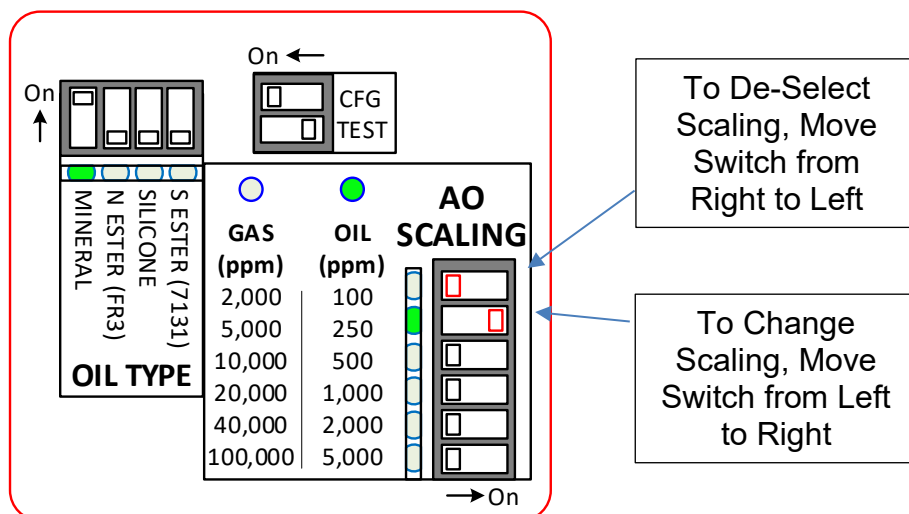 On
On
CFG
TEST
MINERAL
N ESTER (FR3)
SILICONE
S ESTER (7131)
OIL TYPE
GAS
(ppm)
OIL
(ppm)
AO
SCALING
2,000 100
5,000 250
10,000 500
20,000 1,000
40,000 2,000
100,000 5,000
On
To De-Select
Scaling, Move
Switch from
Right to Left
To Change
Scaling, Move
Switch from Left
to Right